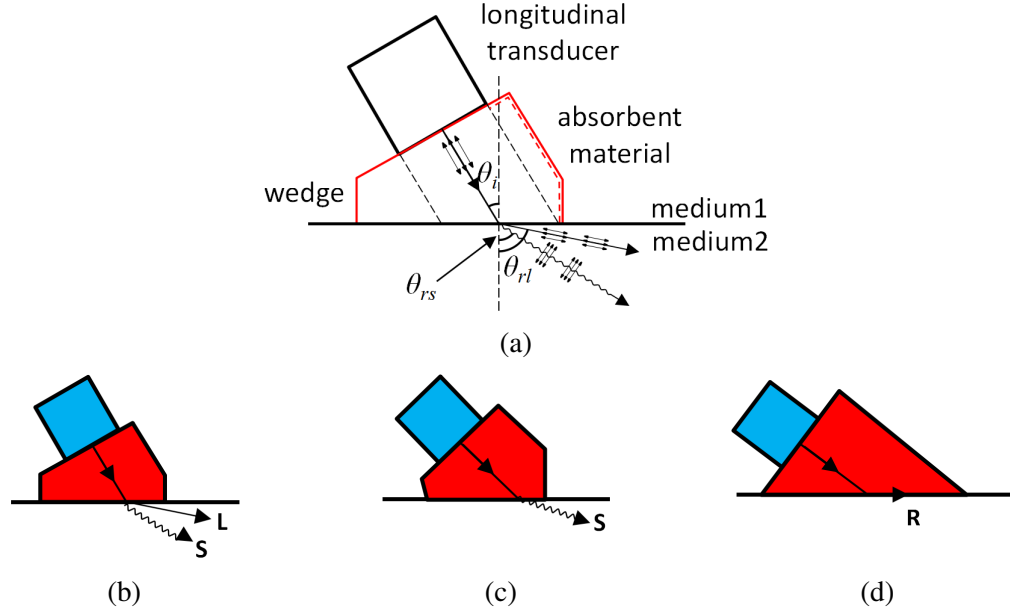 longitudinal
transducer
absorbent
material
θi
wedge
medium1
medium2
θrl
θrs
(a)
L
S
S
R
(b)
(c)
(d)